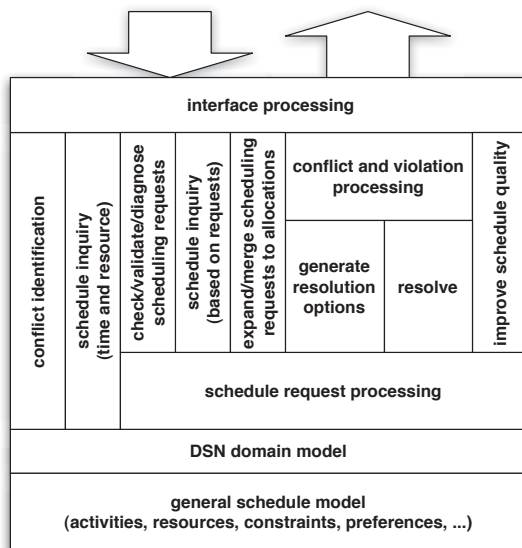 interface processing
conflict identification
schedule inquiry
(time and resource)
check/validate/diagnose
scheduling requests
schedule inquiry
(based on requests)
expand/merge scheduling
requests to allocations
conflict and violation
processing
generate
resolution
options
resolve
improve schedule quality
schedule request processing
DSN domain model
general schedule model
(activities, resources, constraints, preferences, ...)